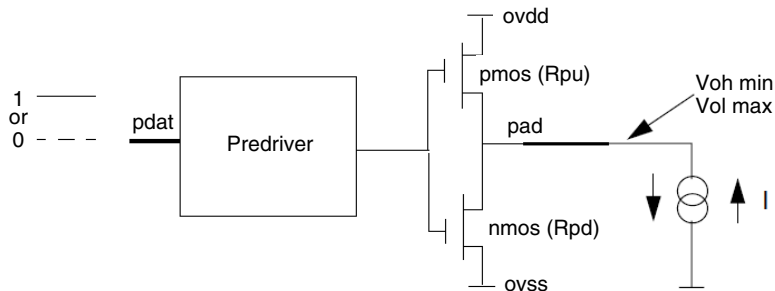 ovdd
pmos (Rpu)
Voh min
Vol max
1
or
0
pdat
Predriver
pad
I
nmos (Rpd)
ovss